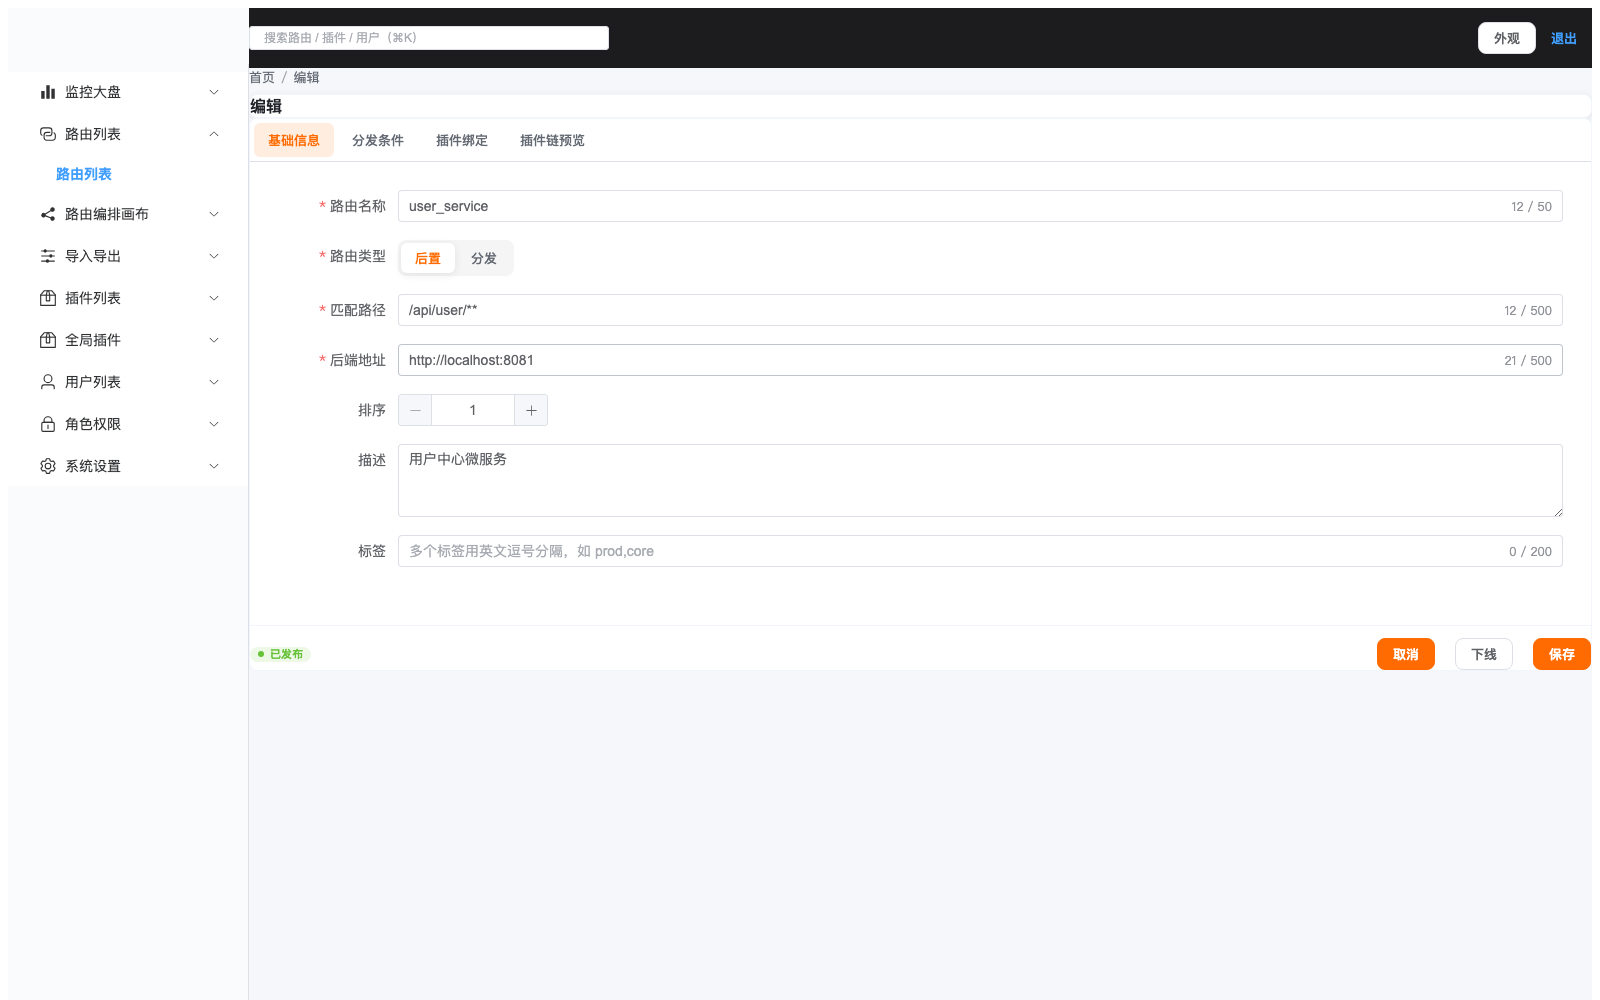 搜索路由 / 插件 / 用户（⌘K）
外观
退出
监控大盘
路由列表
路由列表
路由编排画布
导入导出
插件列表
全局插件
用户列表
角色权限
系统设置
首页 / 编辑
编辑
基础信息 分发条件 插件绑定 插件链预览
* 路由名称 user_service 12 / 50
* 路由类型 后置 分发
* 匹配路径 /api/user/** 12 / 500
* 后端地址 http://localhost:8081 21 / 500
排序 1
描述 用户中心微服务
标签 多个标签用英文逗号分隔，如 prod,core 0 / 200
已发布
取消 下线 保存